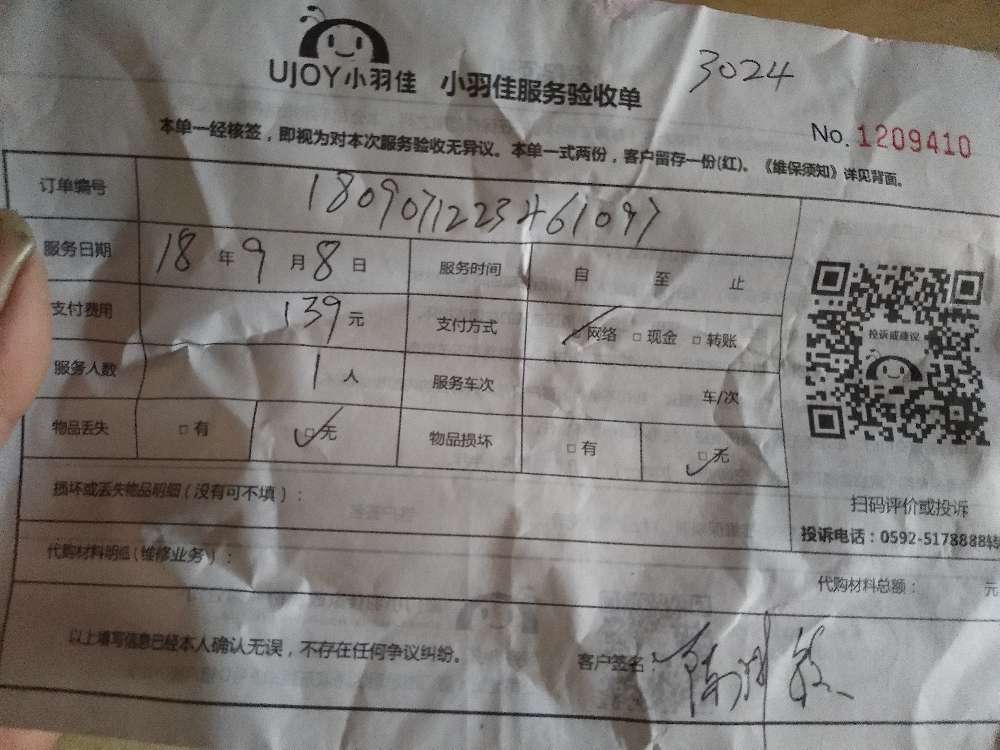 3024
UJOY小羽佳 小羽佳服务验收单
No. 1209410
本单一经核签，即视为对本次服务验收无异议。本单一式两份，客户留存一份(红)。《维保须知》详见背面。
订单编号 1809071223461097
服务日期 18 年 9 月 8 日 服务时间 自 至 止
支付费用 139 元 支付方式 □ 网络 □ 现金 □ 转账
投诉或建议
服务人数 1 人 服务车次 车/次
物品丢失 □ 有 □ 无 物品损坏 □ 有 □ 无
损坏或丢失物品明细（没有可不填）：
扫码评价或投诉
投诉电话：0592-5178888转
代购材料明细（维修业务）： 代购材料总额： 元
以上填写信息已经本人确认无误，不存在任何争议纠纷。 客户签名：